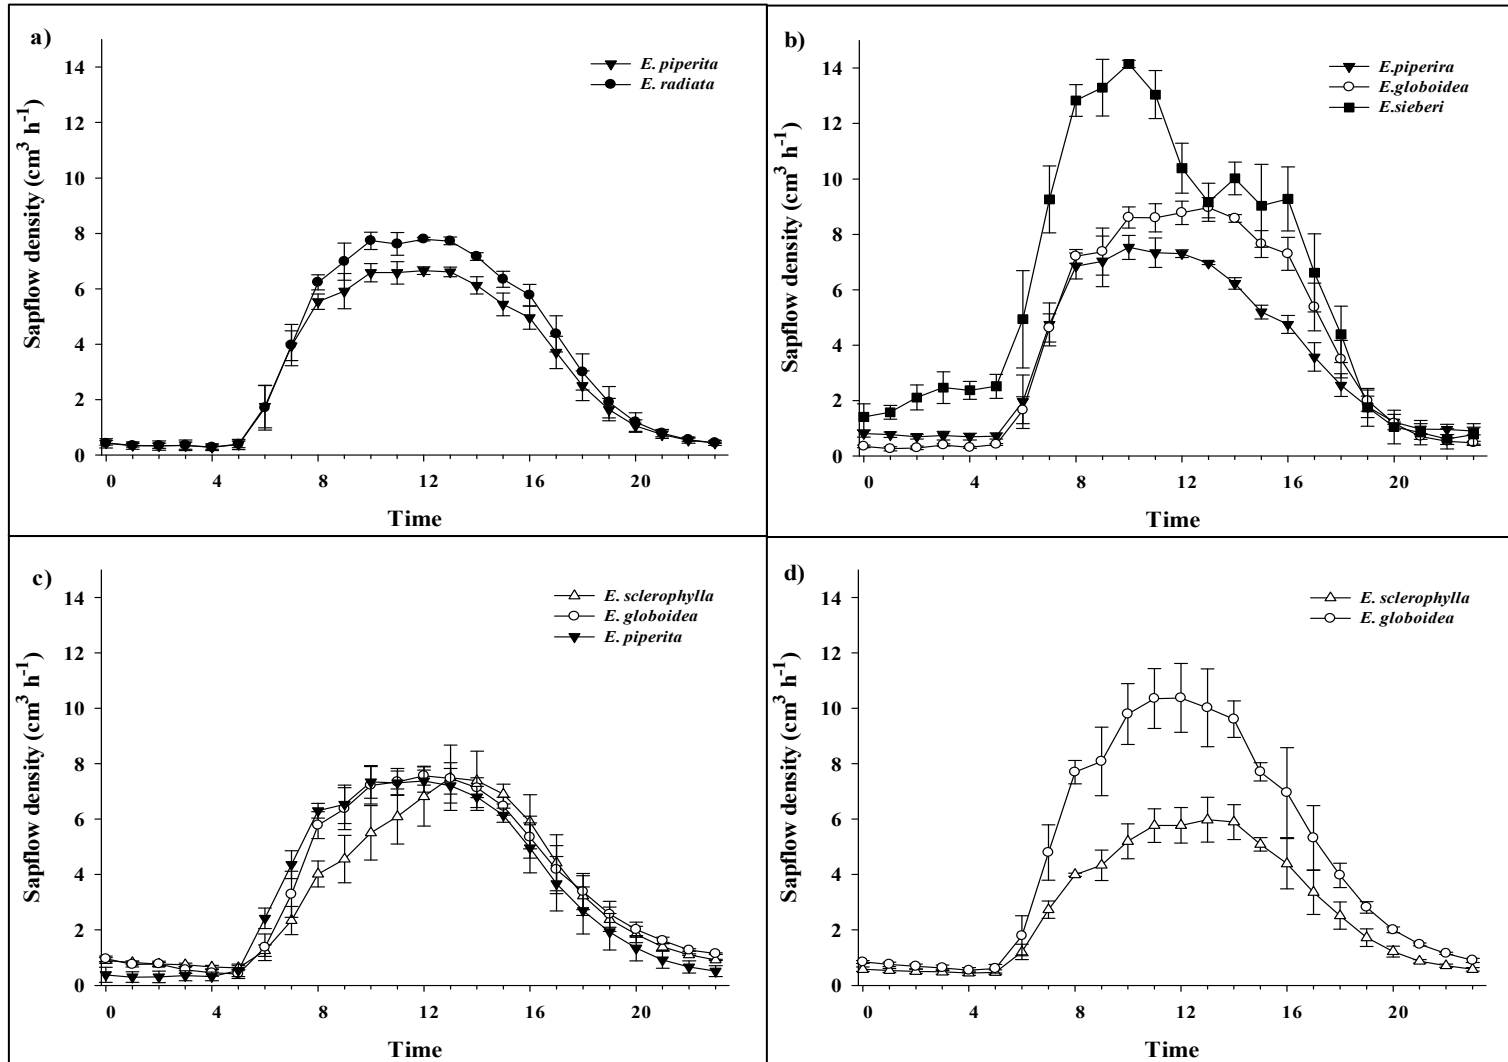 a)
E. piperita
E. radiata
Sapflow density (cm³ h⁻¹)
14
12
10
8
6
4
2
0
0 4 8 12 16 20
Time
b)
E.piperira
E.globoidea
E.sieberi
Sapflow density (cm³ h⁻¹)
14
12
10
8
6
4
2
0
0 4 8 12 16 20
Time
c)
E. sclerophylla
E. globoidea
E. piperita
Sapflow density (cm³ h⁻¹)
14
12
10
8
6
4
2
0
0 4 8 12 16 20
Time
d)
E. sclerophylla
E. globoidea
Sapflow density (cm³ h⁻¹)
14
12
10
8
6
4
2
0
0 4 8 12 16 20
Time